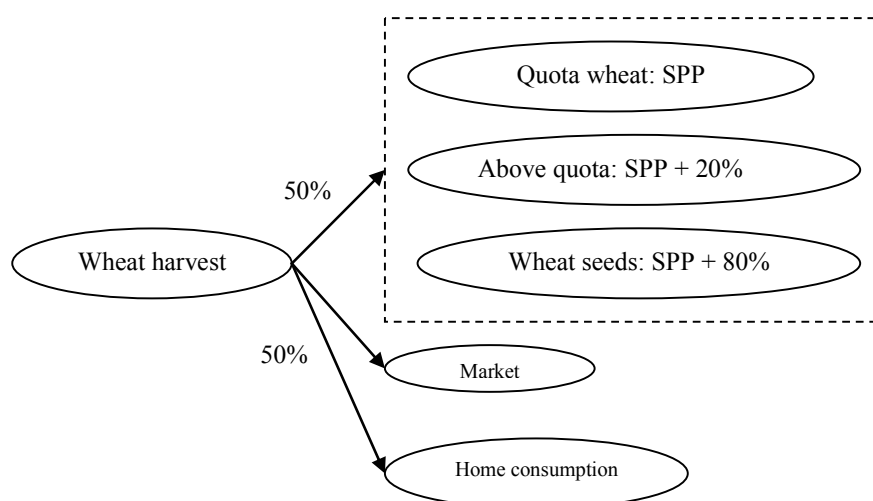 Quota wheat: SPP
Above quota: SPP + 20%
50%
Wheat harvest
Wheat seeds: SPP + 80%
50%
Market
Home consumption